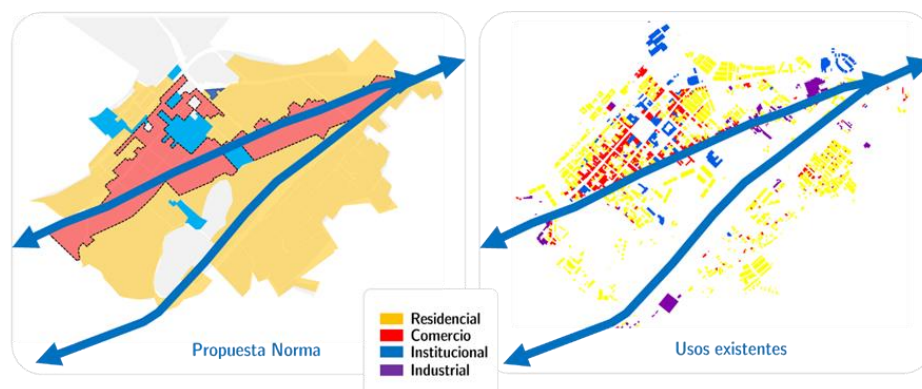 Propuesta Norma
Residencial
Comercio
Institucional
Industrial
Usos existentes